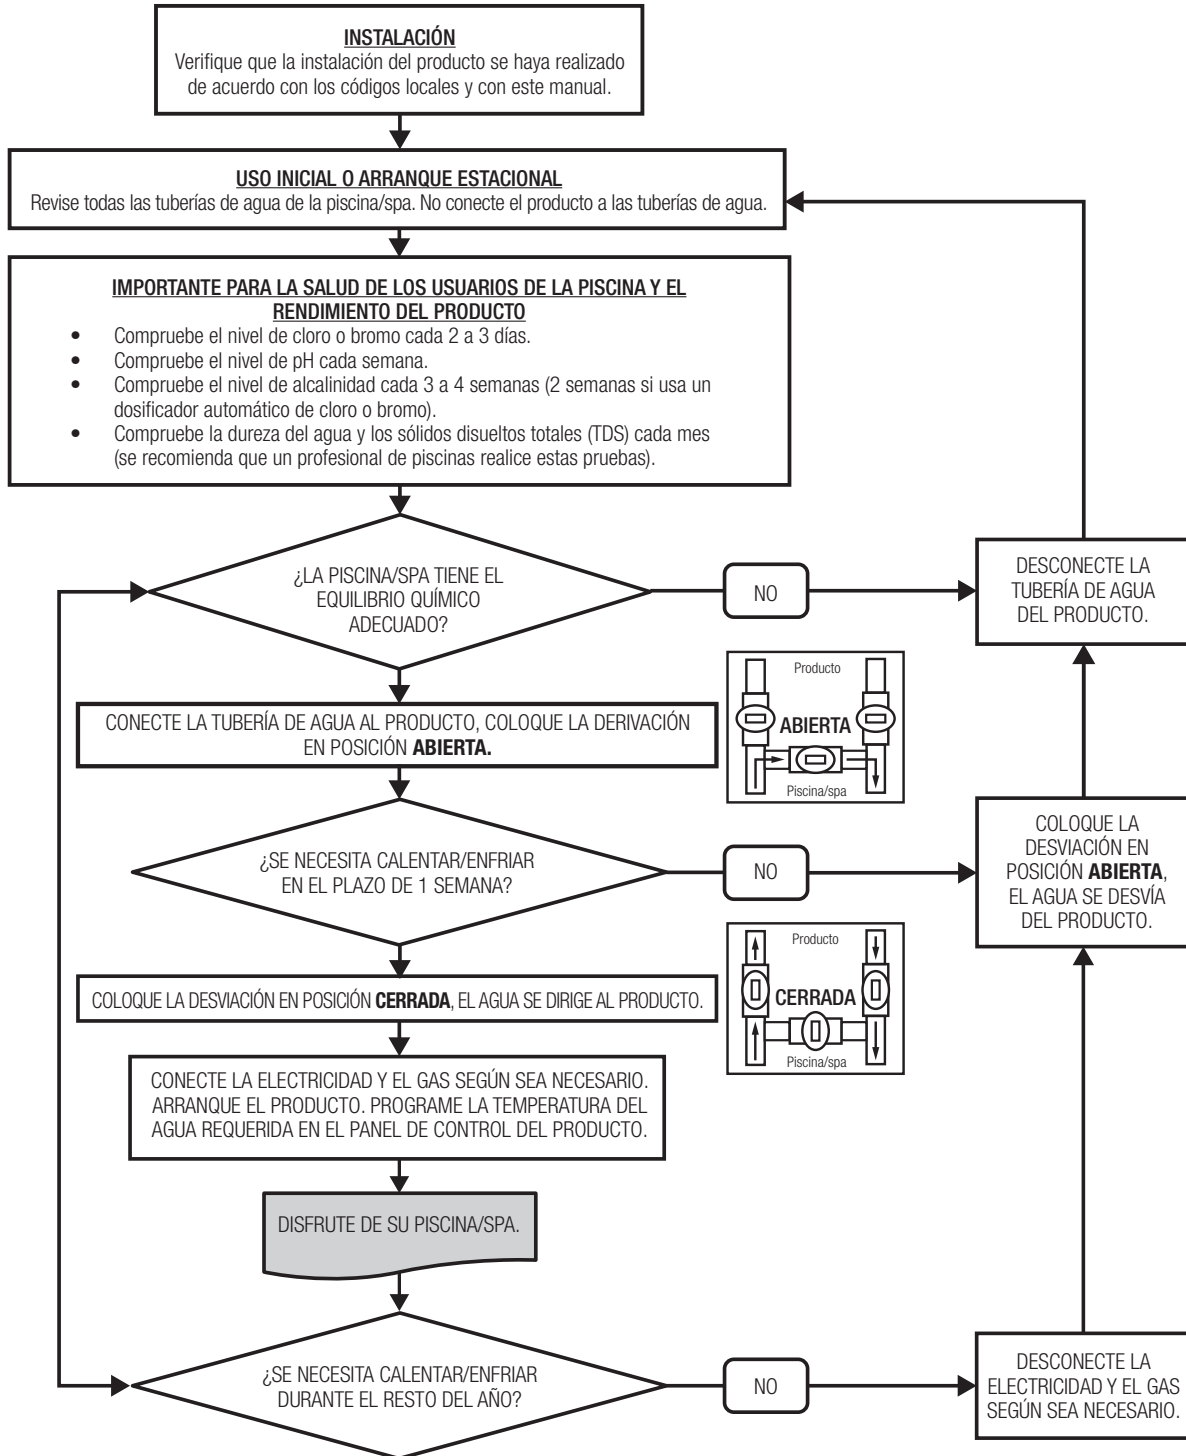 INSTALACIÓN
Verifique que la instalación del producto se haya realizado
de acuerdo con los códigos locales y con este manual.
USO INICIAL O ARRANQUE ESTACIONAL
Revise todas las tuberías de agua de la piscina/spa. No conecte el producto a las tuberías de agua.
IMPORTANTE PARA LA SALUD DE LOS USUARIOS DE LA PISCINA Y EL
RENDIMIENTO DEL PRODUCTO
• Compruebe el nivel de cloro o bromo cada 2 a 3 días.
• Compruebe el nivel de pH cada semana.
• Compruebe el nivel de alcalinidad cada 3 a 4 semanas (2 semanas si usa un
dosificador automático de cloro o bromo).
• Compruebe la dureza del agua y los sólidos disueltos totales (TDS) cada mes
(se recomienda que un profesional de piscinas realice estas pruebas).
¿LA PISCINA/SPA TIENE EL
EQUILIBRIO QUÍMICO
ADECUADO?
NO
DESCONECTE LA
TUBERÍA DE AGUA
DEL PRODUCTO.
CONECTE LA TUBERÍA DE AGUA AL PRODUCTO, COLOQUE LA DERIVACIÓN
EN POSICIÓN ABIERTA.
Producto
ABIERTA
Piscina/spa
¿SE NECESITA CALENTAR/ENFRIAR
EN EL PLAZO DE 1 SEMANA?
NO
COLOQUE LA
DESVIACIÓN EN
POSICIÓN ABIERTA,
EL AGUA SE DESVÍA
DEL PRODUCTO.
COLOQUE LA DESVIACIÓN EN POSICIÓN CERRADA, EL AGUA SE DIRIGE AL PRODUCTO.
Producto
CERRADA
Piscina/spa
CONECTE LA ELECTRICIDAD Y EL GAS SEGÚN SEA NECESARIO.
ARRANQUE EL PRODUCTO. PROGRAME LA TEMPERATURA DEL
AGUA REQUERIDA EN EL PANEL DE CONTROL DEL PRODUCTO.
DISFRUTE DE SU PISCINA/SPA.
¿SE NECESITA CALENTAR/ENFRIAR
DURANTE EL RESTO DEL AÑO?
NO
DESCONECTE LA
ELECTRICIDAD Y EL GAS
SEGÚN SEA NECESARIO.